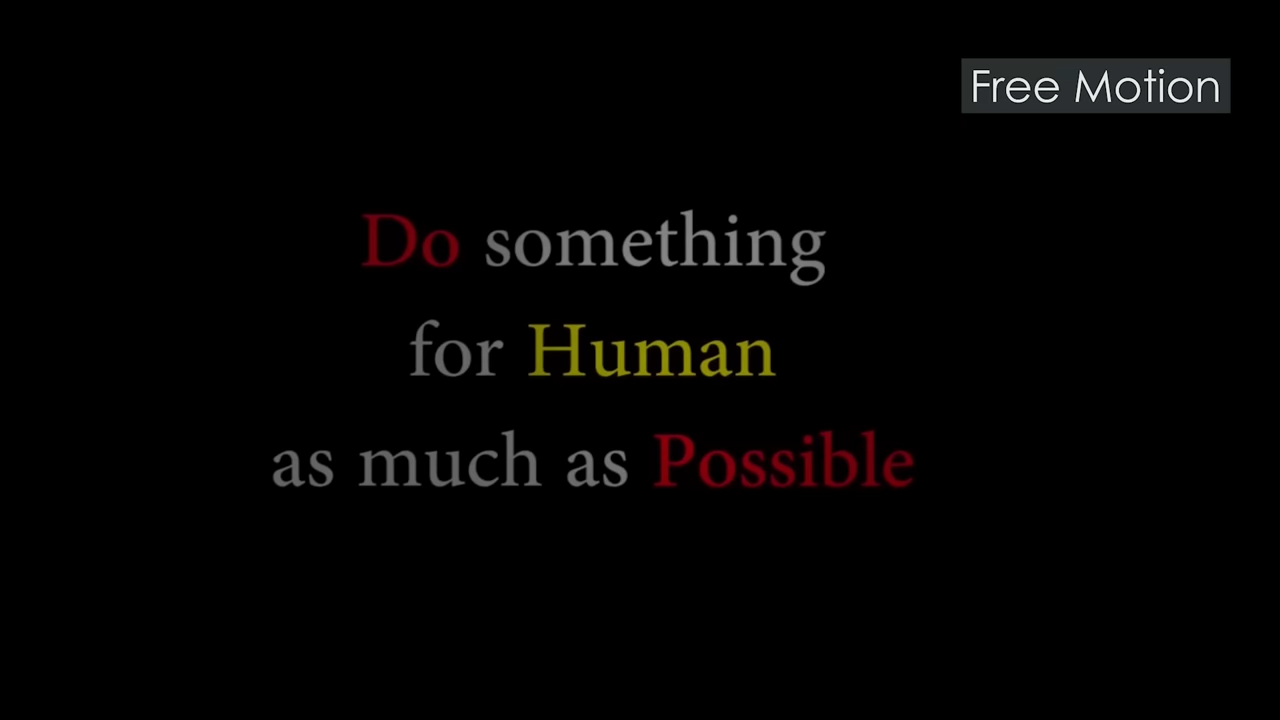 Free Motion
Do something
for Human
as much as Possible